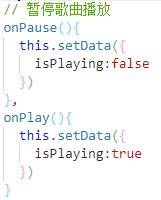 // 暂停歌曲播放
onPause(){
  this.setData({
    isPlaying:false
  })
},
onPlay(){
  this.setData({
    isPlaying:true
  })
}